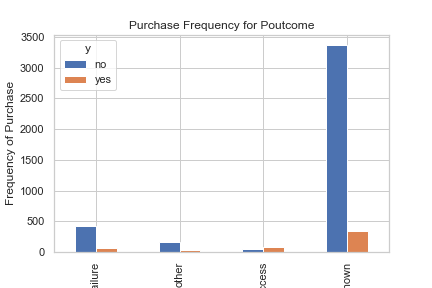 Purchase Frequency for Poutcome
y
no
yes
Frequency of Purchase
3500
3000
2500
2000
1500
1000
500
0
ailure
other
ccess
nown